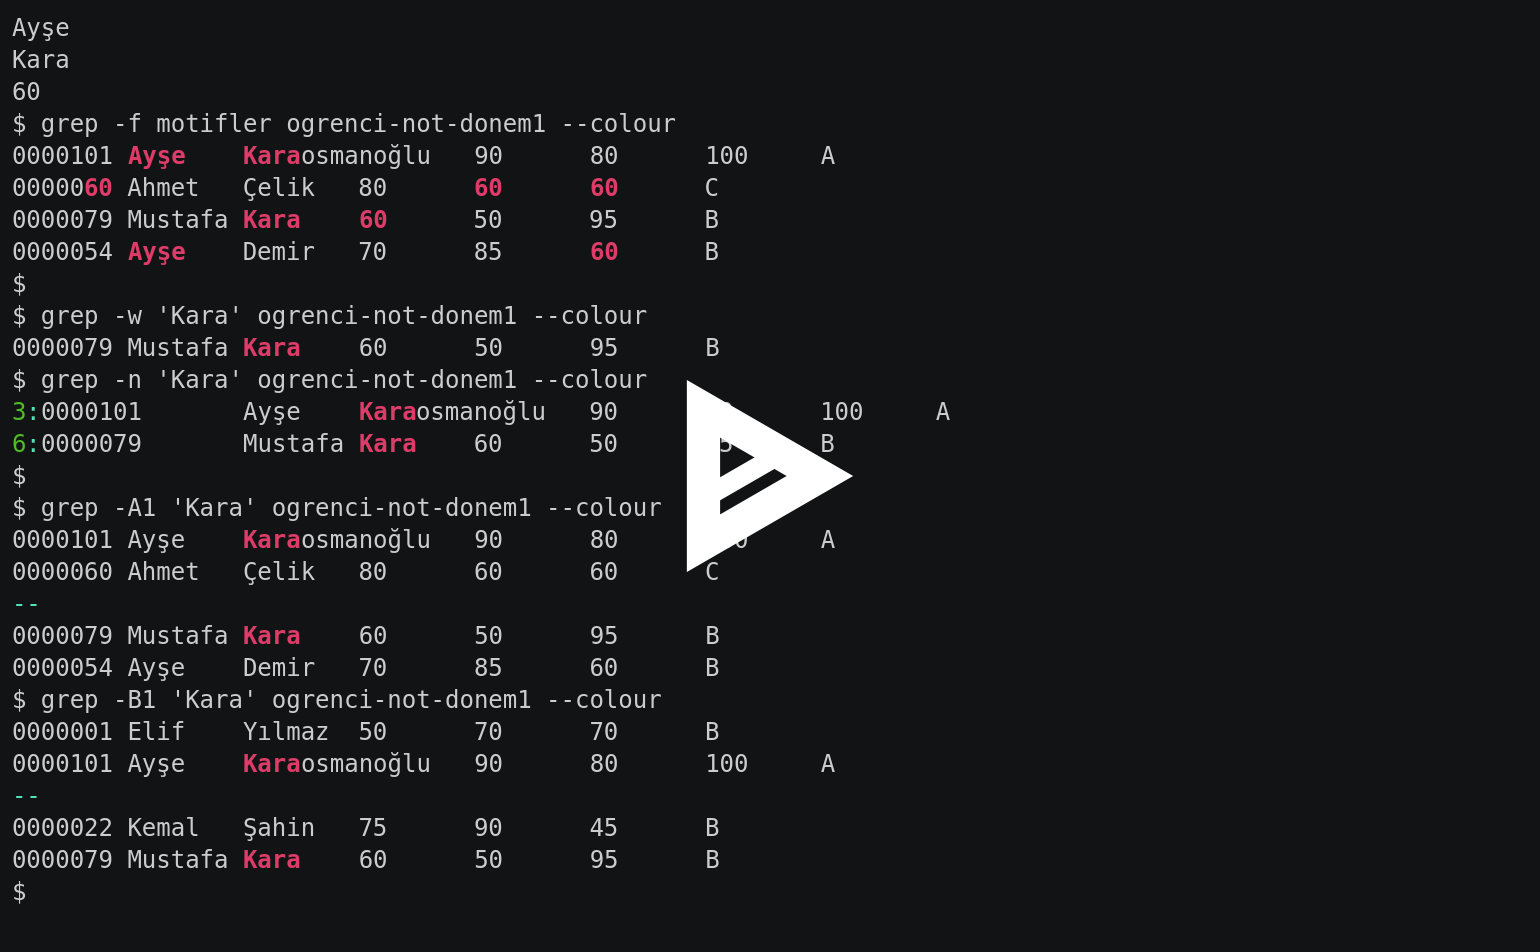 Ayşe
Kara
60
$ grep -f motifler ogrenci-not-donem1 --colour
0000101 Ayşe    Karaosmanoğlu   90      80      100     A
0000060 Ahmet   Çelik   80      60      60      C
0000079 Mustafa Kara    60      50      95      B
0000054 Ayşe    Demir   70      85      60      B
$
$ grep -w 'Kara' ogrenci-not-donem1 --colour
0000079 Mustafa Kara    60      50      95      B
$ grep -n 'Kara' ogrenci-not-donem1 --colour
3:0000101       Ayşe    Karaosmanoğlu   90      100     A
6:0000079       Mustafa Kara    60      50      B
$
$ grep -A1 'Kara' ogrenci-not-donem1 --colour
0000101 Ayşe    Karaosmanoğlu   90      80      A
0000060 Ahmet   Çelik   80      60      60      C
--
0000079 Mustafa Kara    60      50      95      B
0000054 Ayşe    Demir   70      85      60      B
$ grep -B1 'Kara' ogrenci-not-donem1 --colour
0000001 Elif    Yılmaz  50      70      70      B
0000101 Ayşe    Karaosmanoğlu   90      80      100     A
--
0000022 Kemal   Şahin   75      90      45      B
0000079 Mustafa Kara    60      50      95      B
$